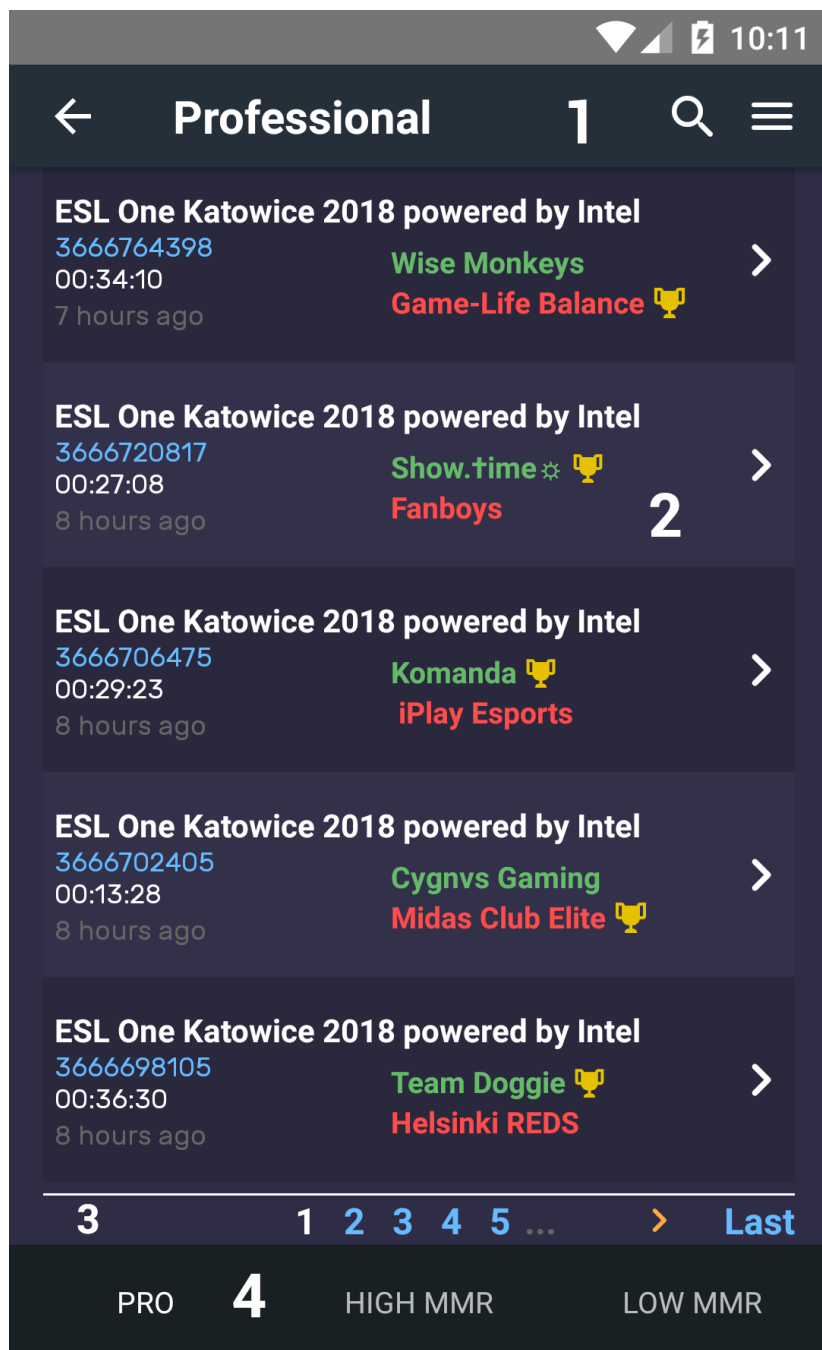 10:11
Professional 1
ESL One Katowice 2018 powered by Intel
3666764398
00:34:10
7 hours ago
Wise Monkeys
Game-Life Balance
ESL One Katowice 2018 powered by Intel
3666720817
00:27:08
8 hours ago
Show.†ime☼
Fanboys
2
ESL One Katowice 2018 powered by Intel
3666706475
00:29:23
8 hours ago
Komanda
iPlay Esports
ESL One Katowice 2018 powered by Intel
3666702405
00:13:28
8 hours ago
Cygnvs Gaming
Midas Club Elite
ESL One Katowice 2018 powered by Intel
3666698105
00:36:30
8 hours ago
Team Doggie
Helsinki REDS
3 1 2 3 4 5 ... > Last
PRO 4 HIGH MMR LOW MMR